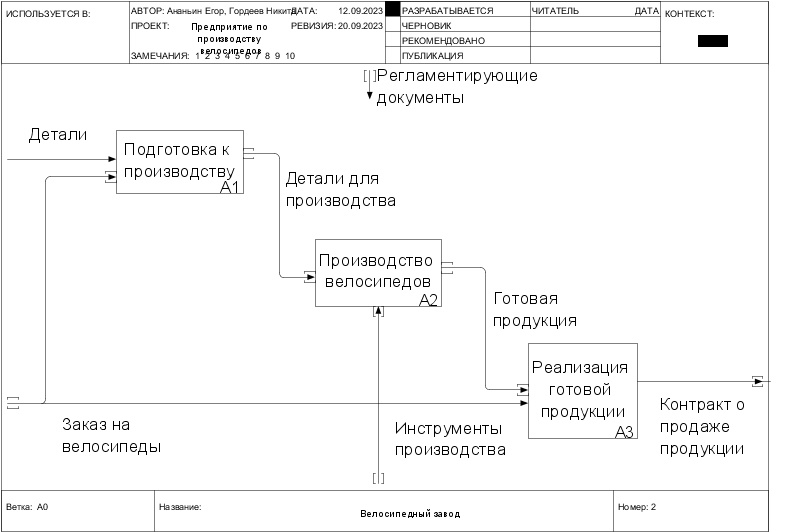 ИСПОЛЬЗУЕТСЯ В:
АВТОР: Ананьин Егор, Гордеев Никита
ДАТА: 12.09.2023
РАЗРАБАТЫВАЕТСЯ
ЧИТАТЕЛЬ
ДАТА
КОНТЕКСТ:
ПРОЕКТ: Предприятие по
производству
велосипедов
РЕВИЗИЯ: 20.09.2023
ЧЕРНОВИК
РЕКОМЕНДОВАНО
ЗАМЕЧАНИЯ: 1 2 3 4 5 6 7 8 9 10
ПУБЛИКАЦИЯ
Регламентирующие
документы
Детали
Подготовка к
производству
A1
Детали для
производства
Производство
велосипедов
A2
Готовая
продукция
Реализация
готовой
продукции
A3
Контракт о
продаже
продукции
Заказ на
велосипеды
Инструменты
производства
Ветка: A0
Название:
Велосипедный завод
Номер: 2